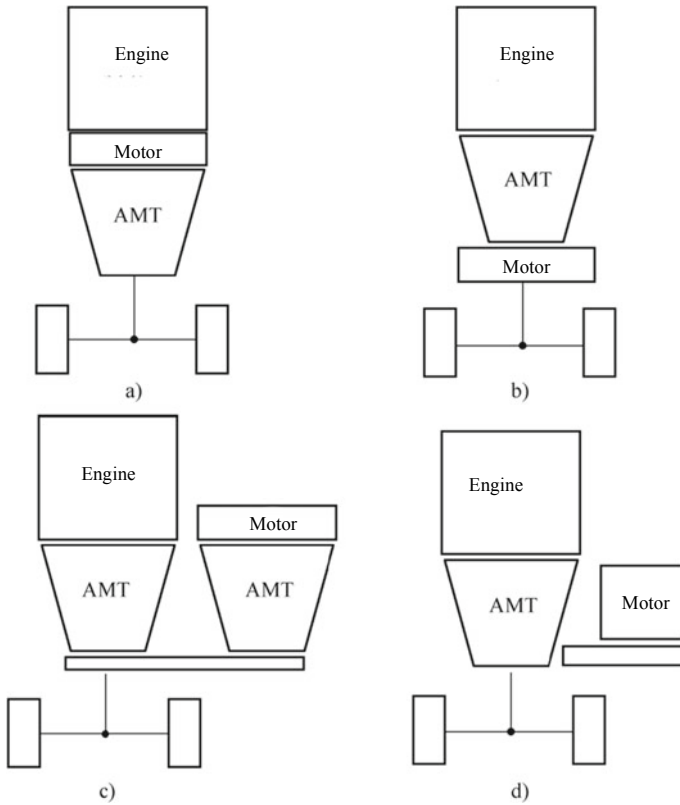 Engine
Motor
AMT
a)
Engine
AMT
Motor
b)
Engine
Motor
AMT
AMT
c)
Engine
AMT
Motor
d)